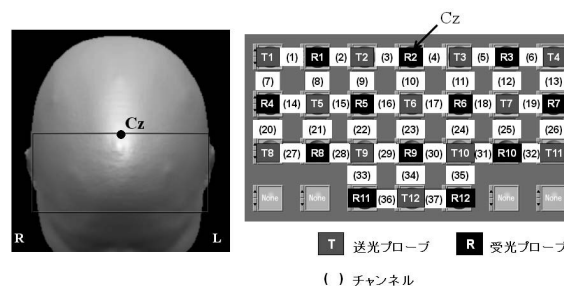 Cz
Cz
R L
T1 (1) R1 (2) T2 (3) R2 (4) T3 (5) R3 (6) T4
(7) (8) (9) (10) (11) (12) (13)
R4 (14) T5 (15) R5 (16) T6 (17) R6 (18) T7 (19) R7
(20) (21) (22) (23) (24) (25) (26)
T8 (27) R8 (28) T9 (29) R9 (30) T10 (31) R10 (32) T11
(33) (34) (35)
None None R11 (36) T12 (37) R12 None None
T 送光プローブ R 受光プローブ
( ) チャンネル